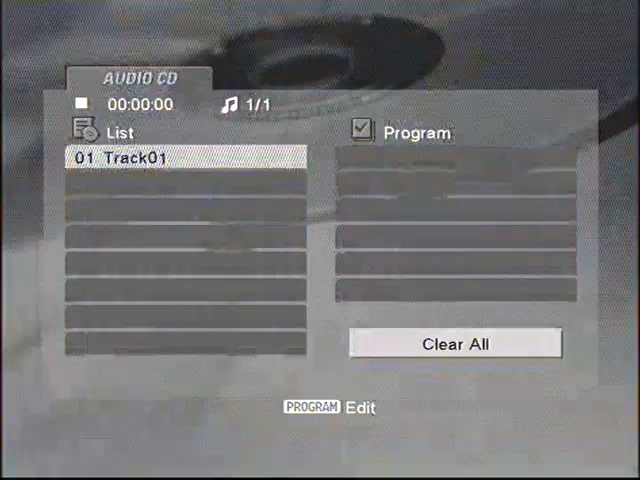 AUDIO CD
00:00:00 1/1
List
Program
01 Track01
Clear All
PROGRAM Edit